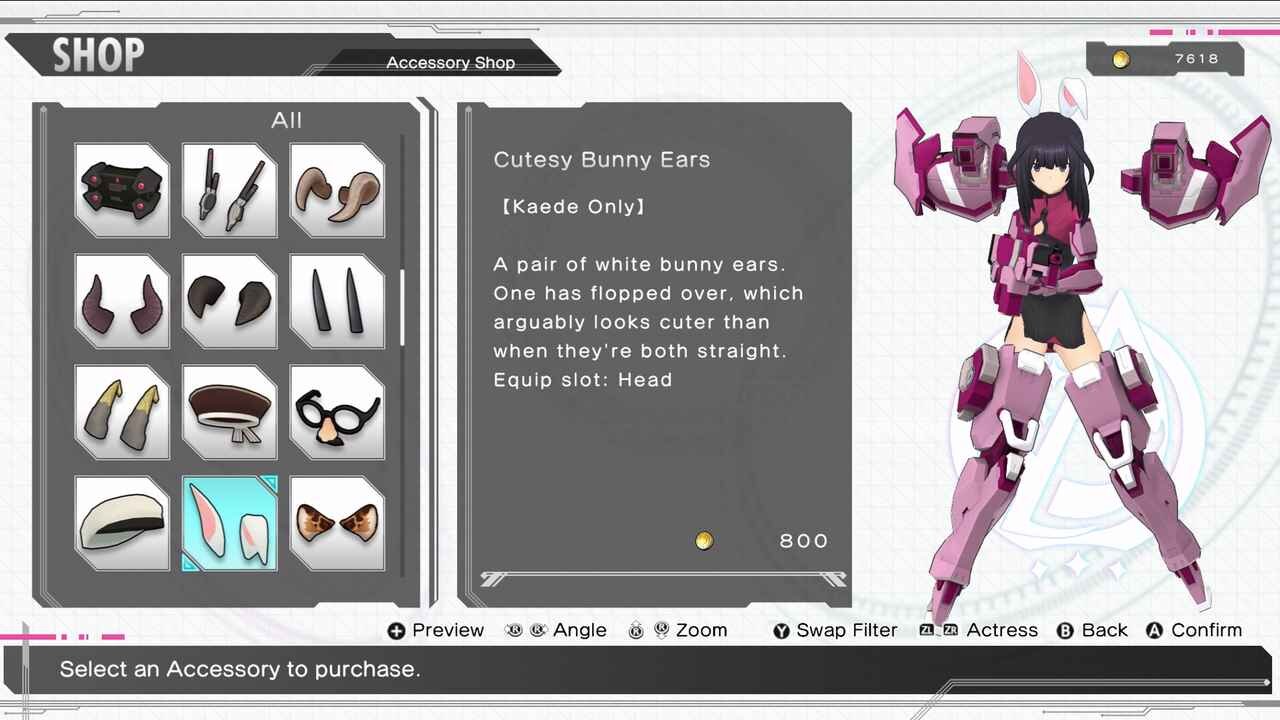 SHOP
Accessory Shop
7618
All
Cutesy Bunny Ears
【Kaede Only】
A pair of white bunny ears.
One has flopped over, which
arguably looks cuter than
when they're both straight.
Equip slot: Head
800
+ Preview R R Angle R R Zoom Y Swap Filter ZL ZR Actress B Back A Confirm
Select an Accessory to purchase.